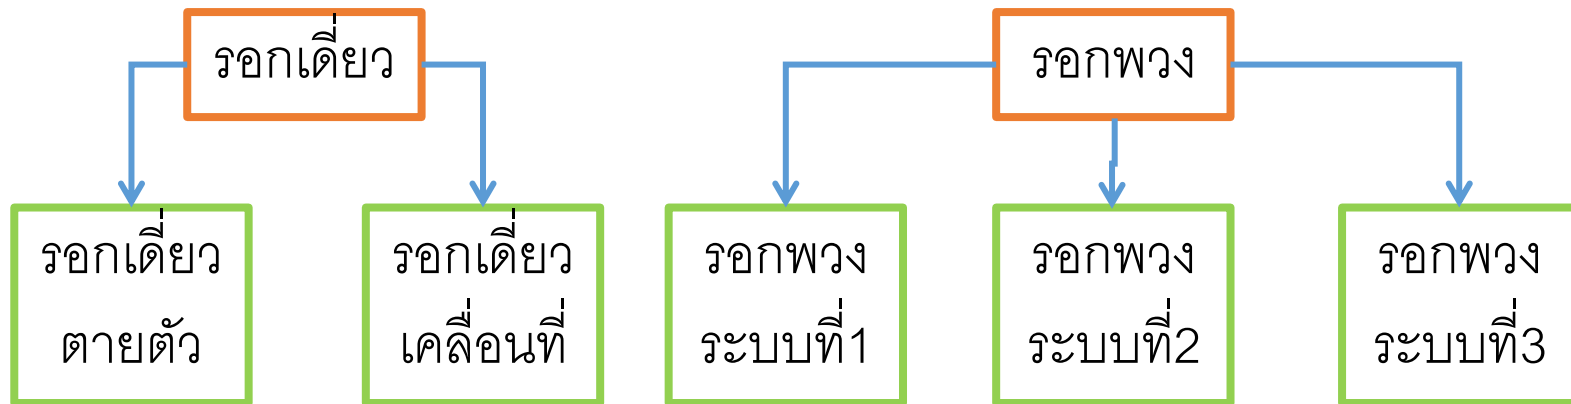 รอกเดี่ยว
รอกพวง
รอกเดี่ยว
ตายตัว
รอกเดี่ยว
เคลื่อนที่
รอกพวง
ระบบที่1
รอกพวง
ระบบที่2
รอกพวง
ระบบที่3